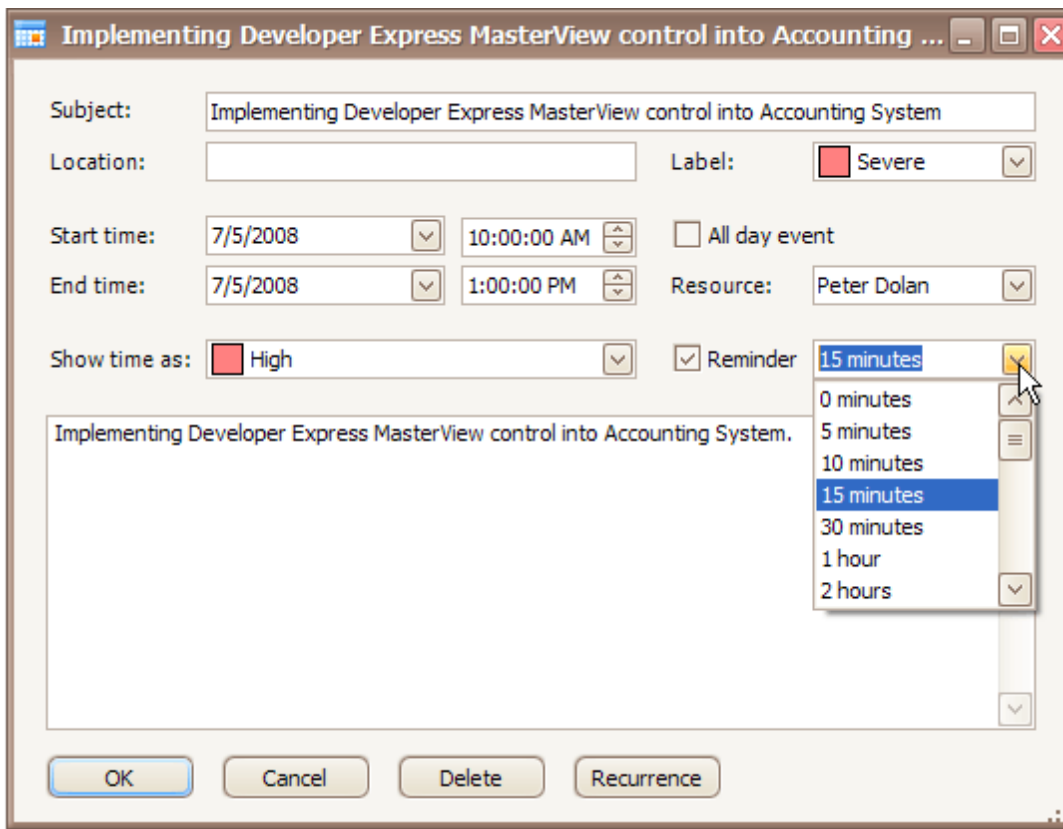 Implementing Developer Express MasterView control into Accounting ...
Subject: Implementing Developer Express MasterView control into Accounting System
Location: Label: Severe
Start time: 7/5/2008 10:00:00 AM All day event
End time: 7/5/2008 1:00:00 PM Resource: Peter Dolan
Show time as: High Reminder 15 minutes
0 minutes
5 minutes
10 minutes
15 minutes
30 minutes
1 hour
2 hours
Implementing Developer Express MasterView control into Accounting System.
OK Cancel Delete Recurrence